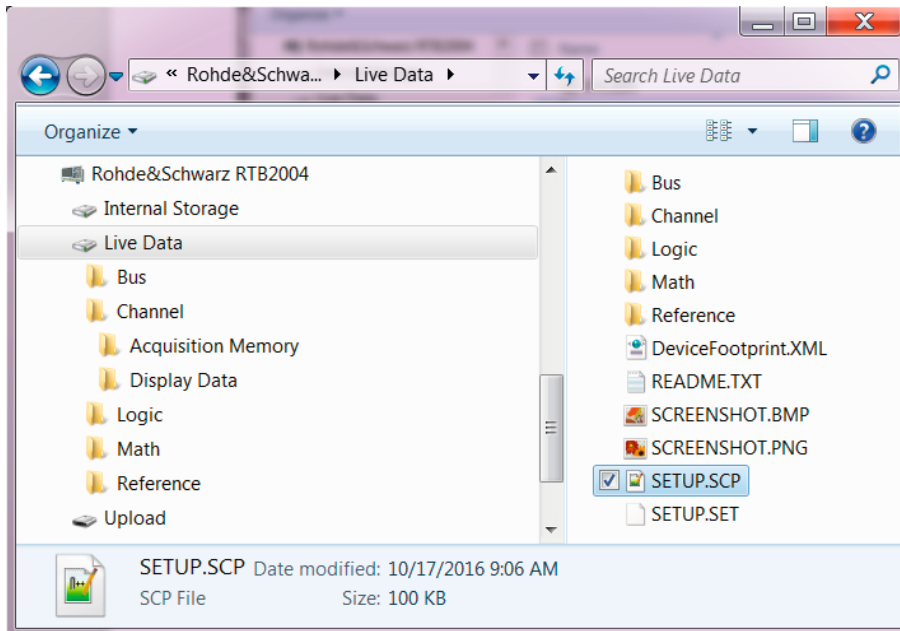 « Rohde&Schwa... Live Data Search Live Data
Organize
Rohde&Schwarz RTB2004
Internal Storage
Live Data
Bus
Channel
Acquisition Memory
Display Data
Logic
Math
Reference
Upload
Bus
Channel
Logic
Math
Reference
DeviceFootprint.XML
README.TXT
SCREENSHOT.BMP
SCREENSHOT.PNG
SETUP.SCP
SETUP.SET
SETUP.SCP Date modified: 10/17/2016 9:06 AM
SCP File Size: 100 KB